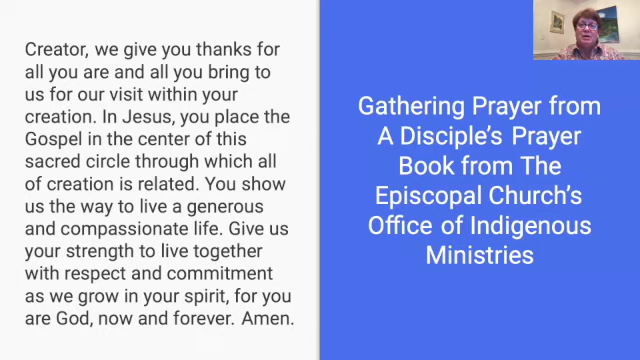 Creator, we give you thanks for
all you are and all you bring to
us for our visit within your
creation. In Jesus, you place the
Gospel in the center of this
sacred circle through which all
of creation is related. You show
us the way to live a generous
and compassionate life. Give us
your strength to live together
with respect and commitment
as we grow in your spirit, for you
are God, now and forever. Amen.
Gathering Prayer from
A Disciple's Prayer
Book from The
Episcopal Church's
Office of Indigenous
Ministries